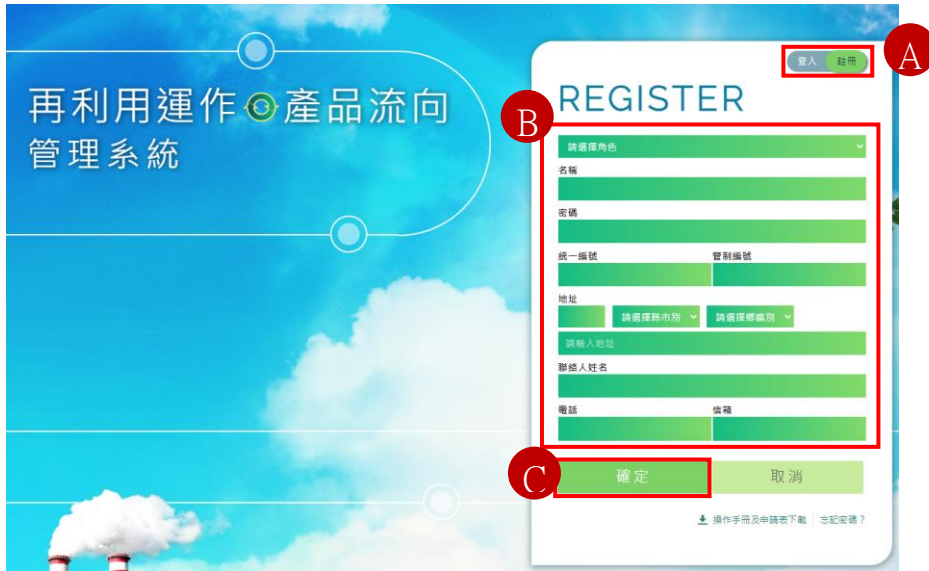 再利用運作產品流向
管理系統
A
登入 註冊
REGISTER
B
請選擇角色
名稱
密碼
統一編號 管制編號
地址
請選擇縣市別 請選擇鄉鎮別
請輸入地址
聯絡人姓名
電話 信箱
C
確定 取消
操作手冊及申請表下載 忘記密碼?